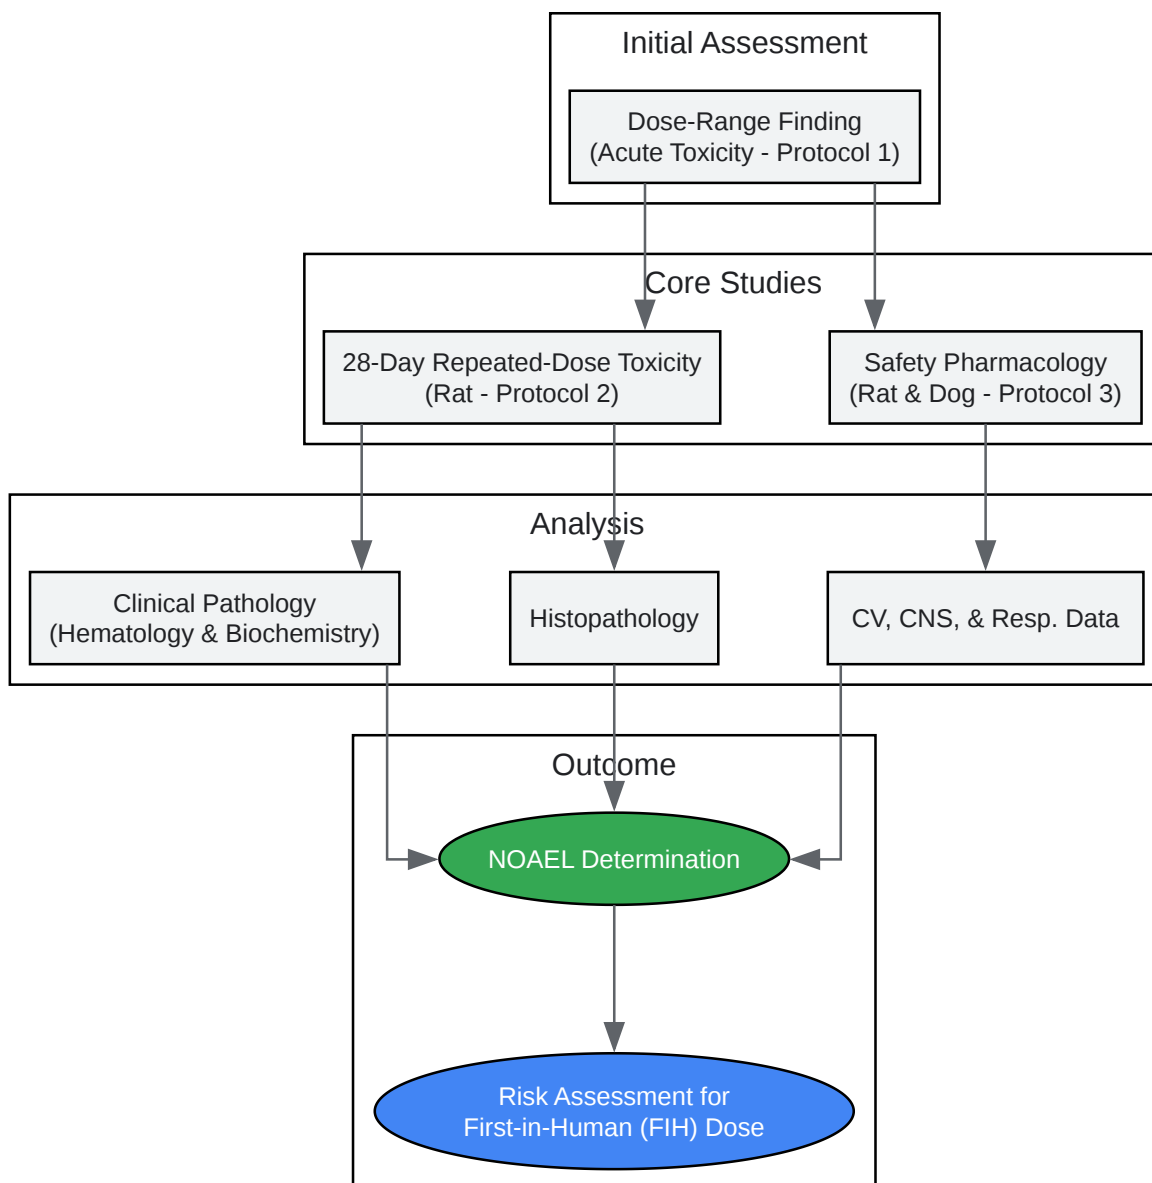 Initial Assessment
Dose-Range Finding
(Acute Toxicity - Protocol 1)
Core Studies
28-Day Repeated-Dose Toxicity
(Rat - Protocol 2)
Safety Pharmacology
(Rat & Dog - Protocol 3)
Analysis
Clinical Pathology
(Hematology & Biochemistry)
Histopathology
CV, CNS, & Resp. Data
Outcome
NOAEL Determination
Risk Assessment for
First-in-Human (FIH) Dose